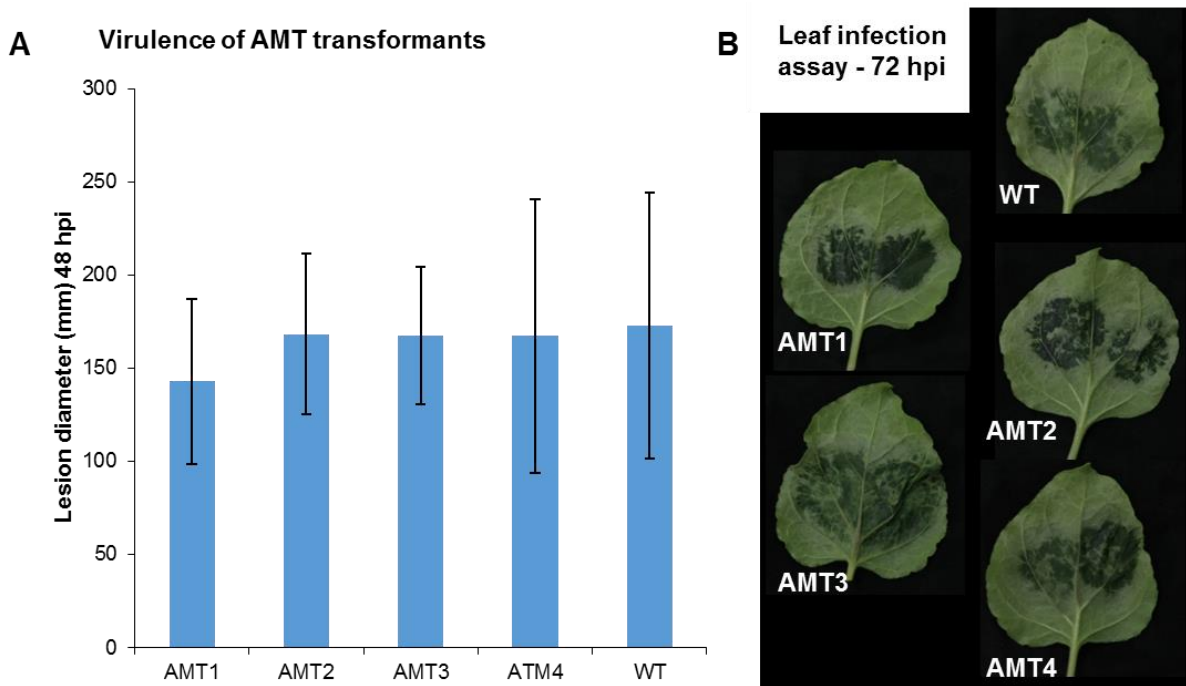 A
Virulence of AMT transformants
Lesion diameter (mm) 48 hpi
300
250
200
150
100
50
0
AMT1
AMT2
AMT3
ATM4
WT
B
Leaf infection
assay - 72 hpi
WT
AMT1
AMT2
AMT3
AMT4